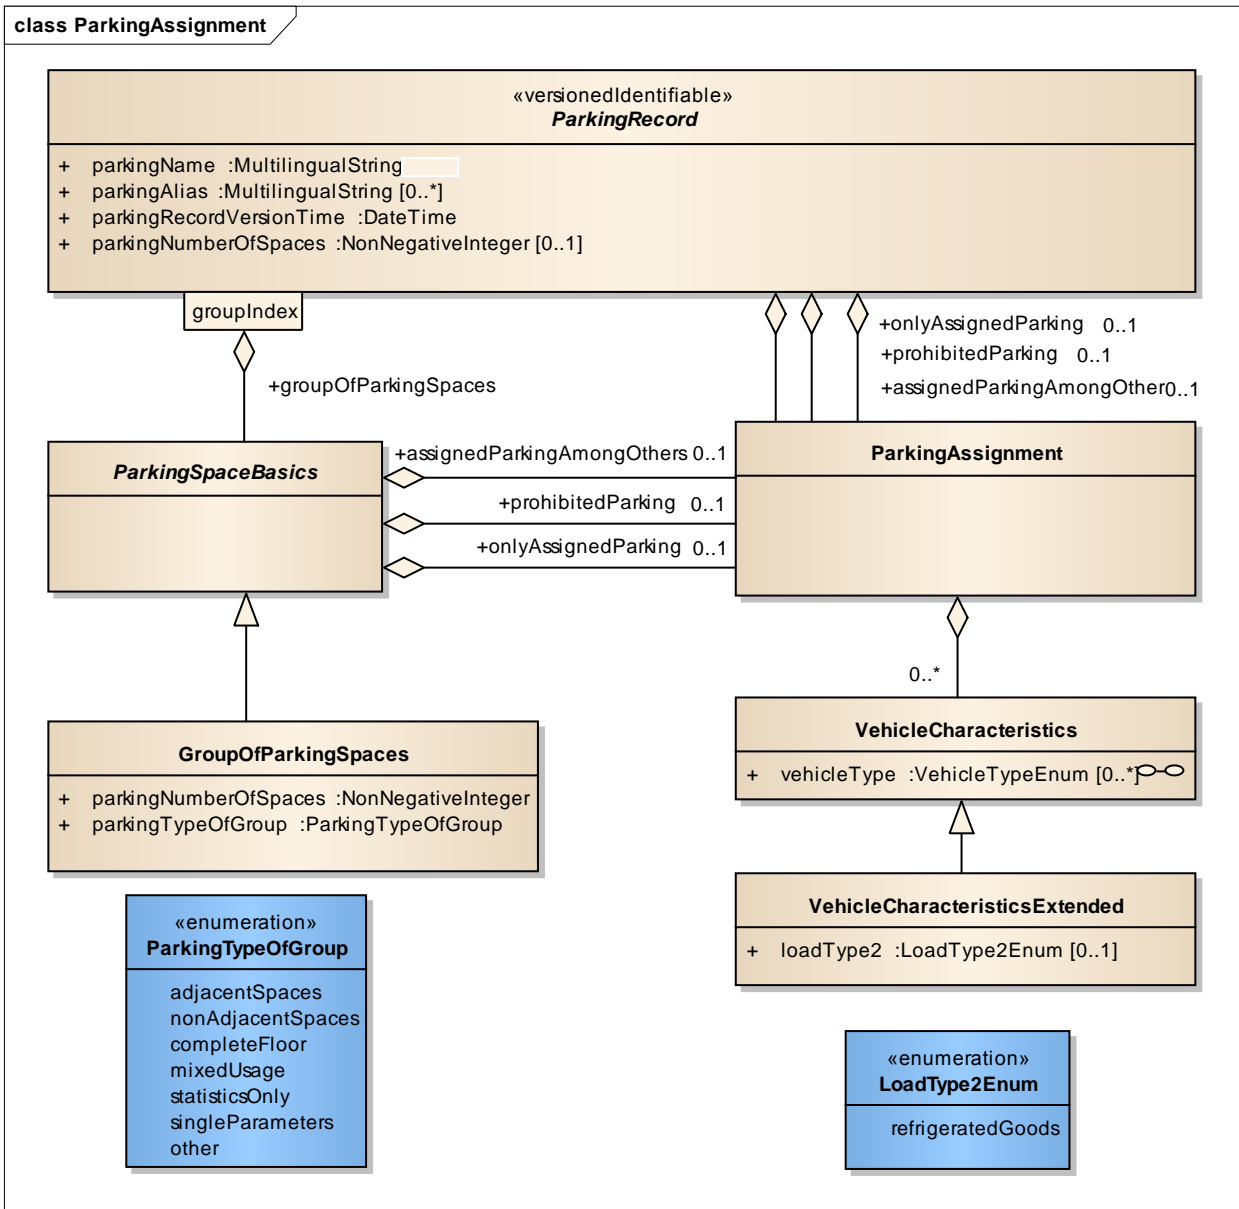 class ParkingAssignment
«versionedIdentifiable»
ParkingRecord
+ parkingName :MultilingualString
+ parkingAlias :MultilingualString [0..*]
+ parkingRecordVersionTime :DateTime
+ parkingNumberOfSpaces :NonNegativeInteger [0..1]
groupIndex
+onlyAssignedParking 0..1
+prohibitedParking 0..1
+assignedParkingAmongOther 0..1
+groupOfParkingSpaces
ParkingSpaceBasics
+assignedParkingAmongOthers 0..1
+prohibitedParking 0..1
+onlyAssignedParking 0..1
ParkingAssignment
0..*
GroupOfParkingSpaces
+ parkingNumberOfSpaces :NonNegativeInteger
+ parkingTypeOfGroup :ParkingTypeOfGroup
VehicleCharacteristics
+ vehicleType :VehicleTypeEnum [0..*]
VehicleCharacteristicsExtended
+ loadType2 :LoadType2Enum [0..1]
«enumeration»
ParkingTypeOfGroup
adjacentSpaces
nonAdjacentSpaces
completeFloor
mixedUsage
statisticsOnly
singleParameters
other
«enumeration»
LoadType2Enum
refrigeratedGoods